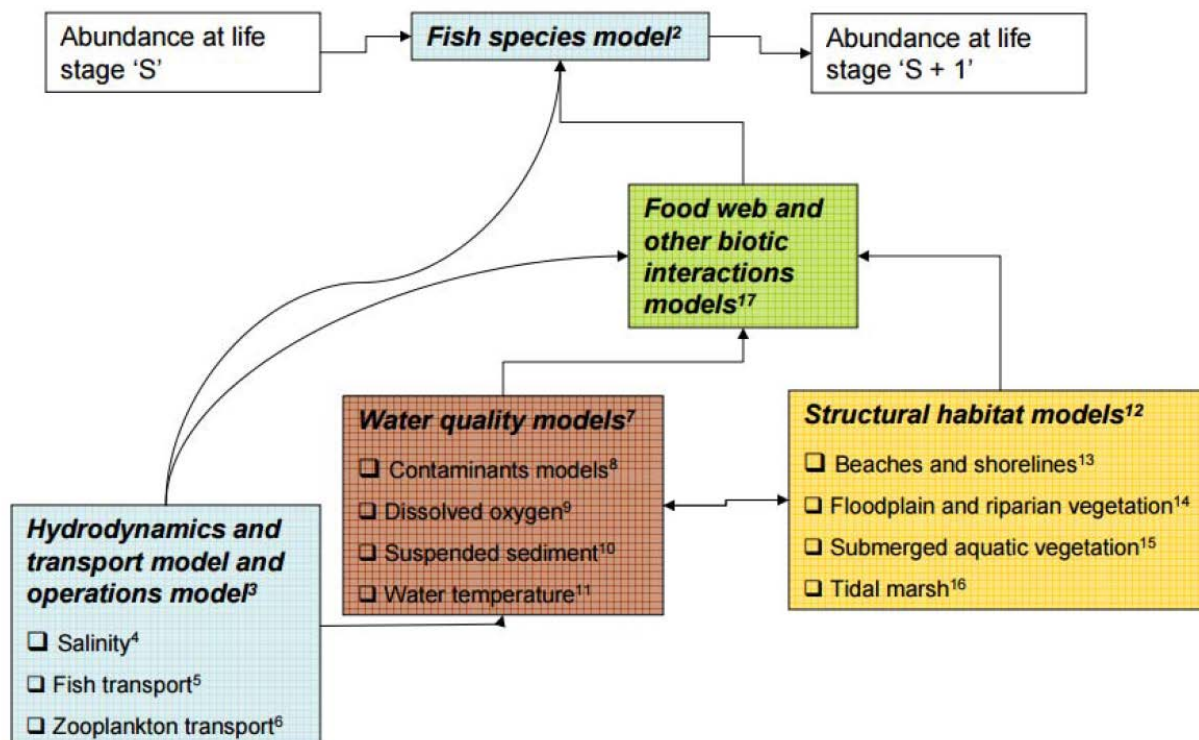 Abundance at life
stage ‘S’
Fish species model²
Abundance at life
stage ‘S + 1’
Food web and
other biotic
interactions
models¹⁷
Water quality models⁷
❑ Contaminants models⁸
❑ Dissolved oxygen⁹
❑ Suspended sediment¹⁰
❑ Water temperature¹¹
Structural habitat models¹²
❑ Beaches and shorelines¹³
❑ Floodplain and riparian vegetation¹⁴
❑ Submerged aquatic vegetation¹⁵
❑ Tidal marsh¹⁶
Hydrodynamics and
transport model and
operations model³
❑ Salinity⁴
❑ Fish transport⁵
❑ Zooplankton transport⁶